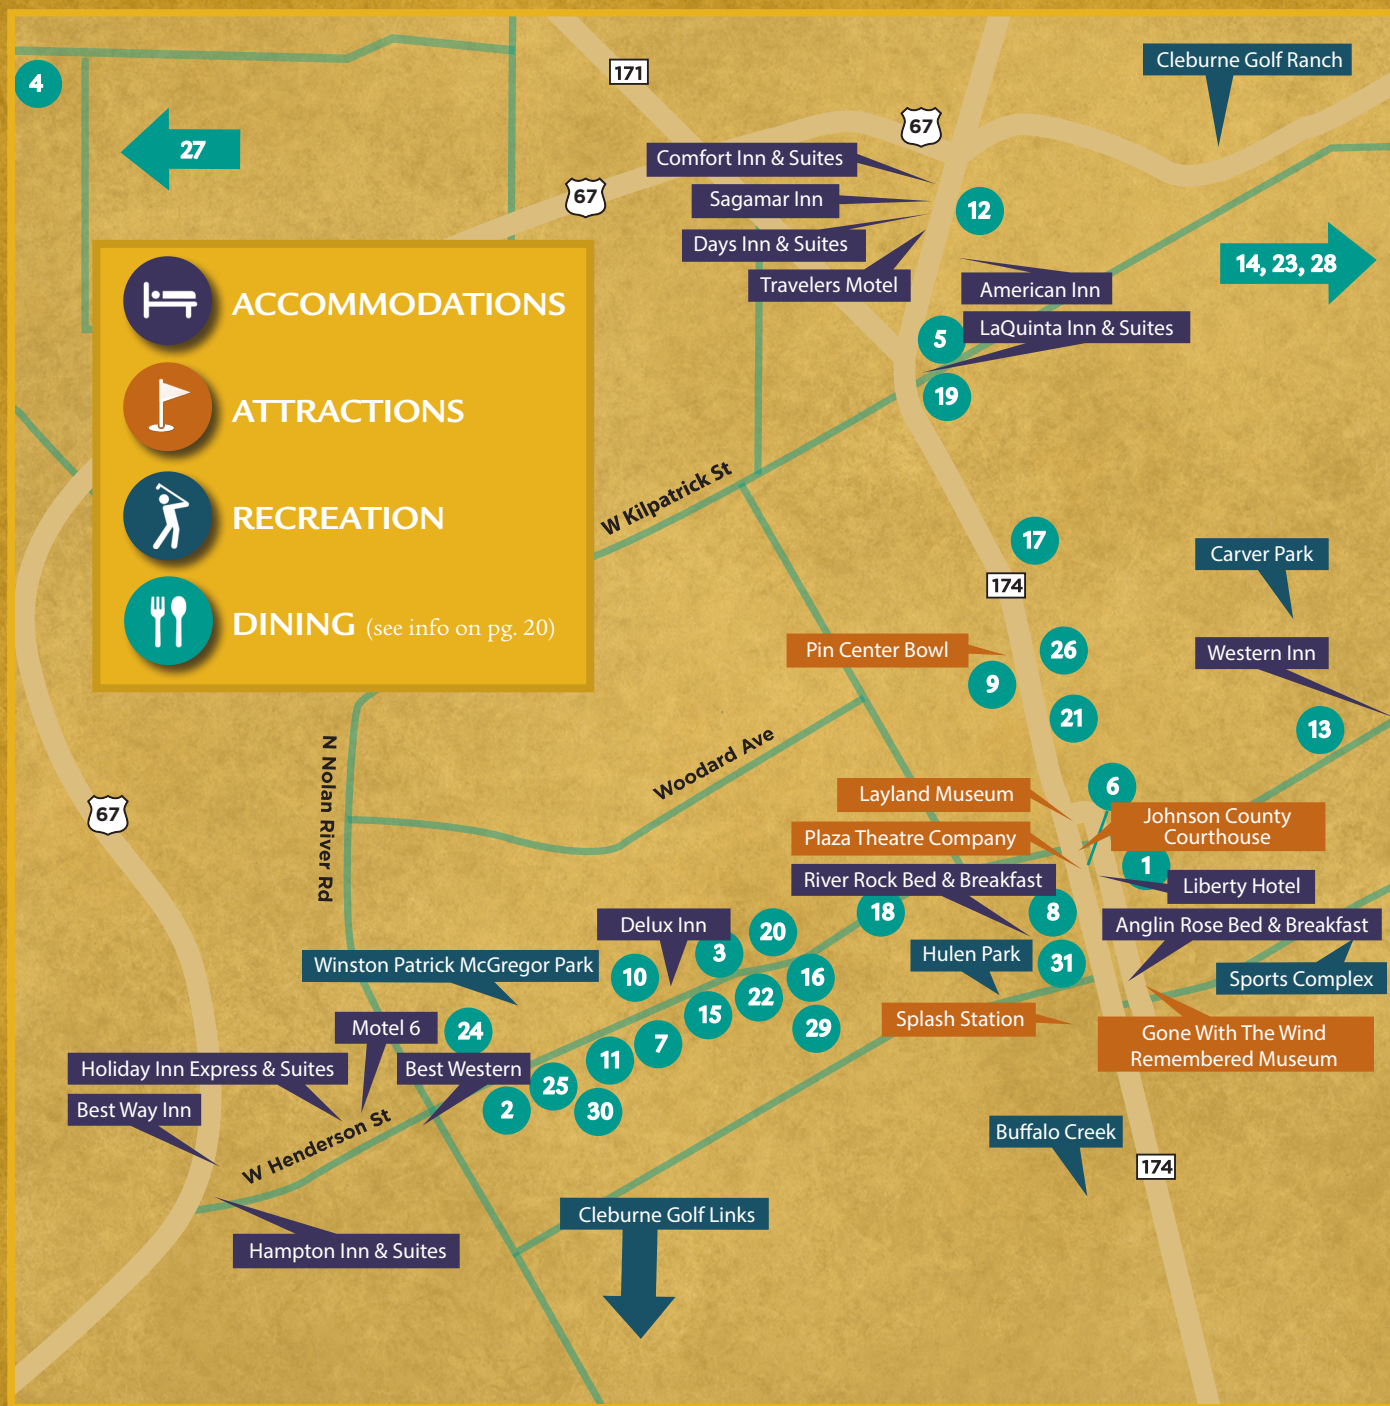 4
171
67
Cleburne Golf Ranch
27
67
Comfort Inn & Suites
Sagamar Inn
12
Days Inn & Suites
Travelers Motel
American Inn
14, 23, 28
LaQuinta Inn & Suites
5
19
ACCOMMODATIONS
ATTRACTIONS
RECREATION
DINING (see info on pg. 20)
W Kilpatrick St
17
174
Carver Park
Pin Center Bowl
26
Western Inn
9
21
13
N Nolan River Rd
Woodard Ave
67
Layland Museum
6
Johnson County
Courthouse
Plaza Theatre Company
1
River Rock Bed & Breakfast
Liberty Hotel
18
8
Anglin Rose Bed & Breakfast
Delux Inn
20
3
Hulen Park
31
Sports Complex
Winston Patrick McGregor Park
10
16
22
15
29
Splash Station
Gone With The Wind
Remembered Museum
Motel 6
24
7
11
Holiday Inn Express & Suites
Best Western
25
2
30
Best Way Inn
W Henderson St
Buffalo Creek
174
Cleburne Golf Links
Hampton Inn & Suites